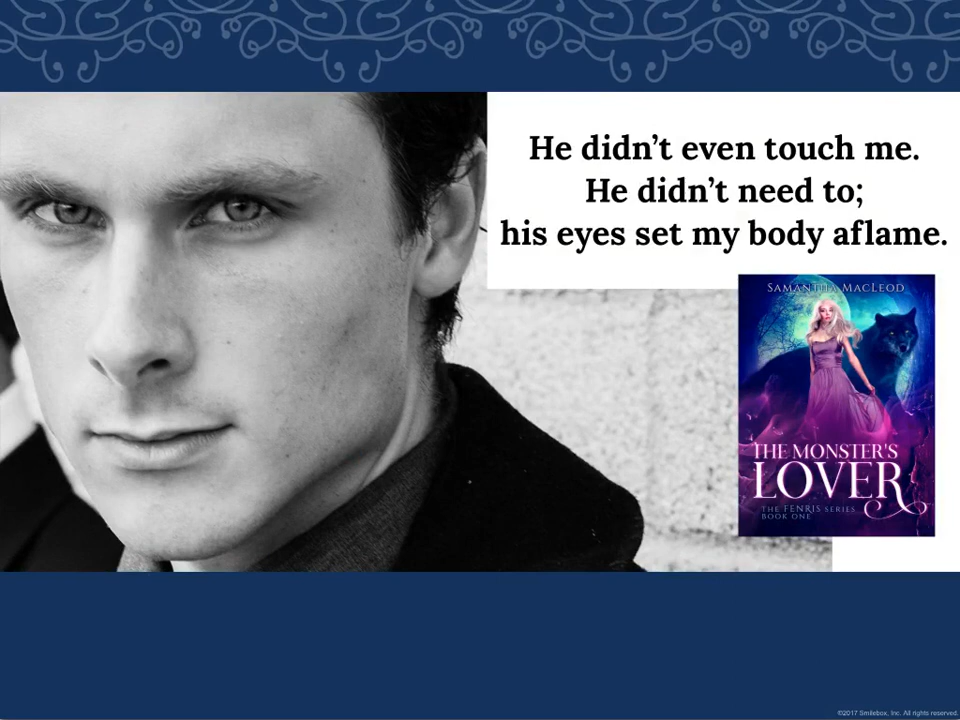 He didn’t even touch me.
He didn’t need to;
his eyes set my body aflame.
SAMANTHA MACLEOD
THE MONSTER'S
LOVER
THE FENRIS SERIES
BOOK ONE
©2017 Smilebox, Inc. All rights reserved.